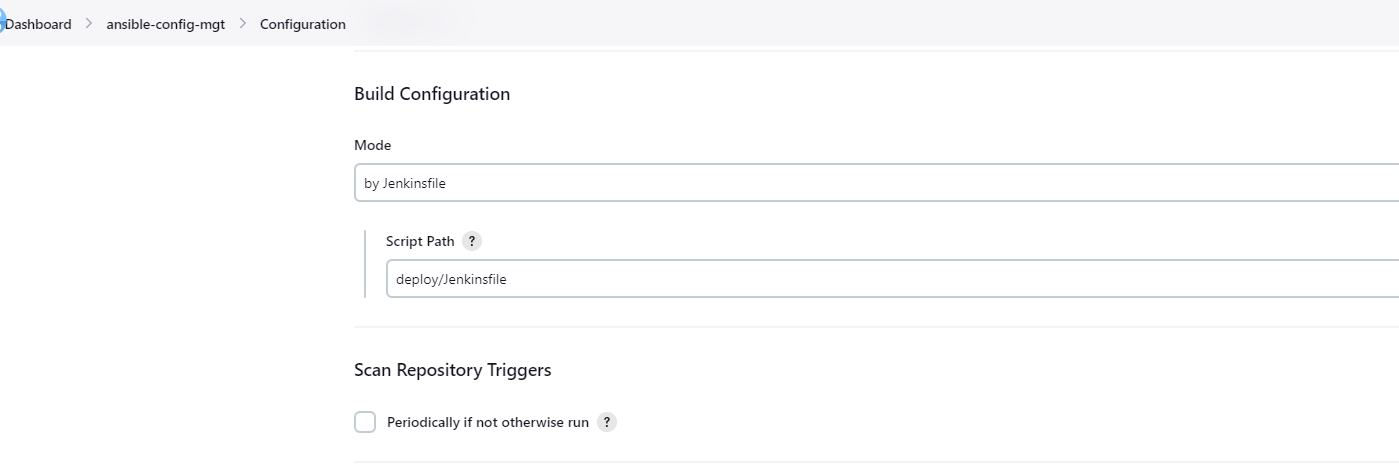 Dashboard > ansible-config-mgt > Configuration
Build Configuration
Mode
by Jenkinsfile
Script Path ?
deploy/Jenkinsfile
Scan Repository Triggers
Periodically if not otherwise run ?